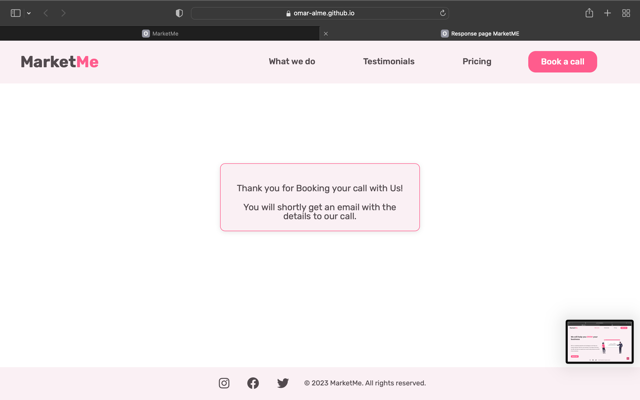 omar-alme.github.io
MarketMe
Response page MarketME
MarketMe
What we do
Testimonials
Pricing
Book a call
Thank you for Booking your call with Us!
You will shortly get an email with the
details to our call.
© 2023 MarketMe. All rights reserved.